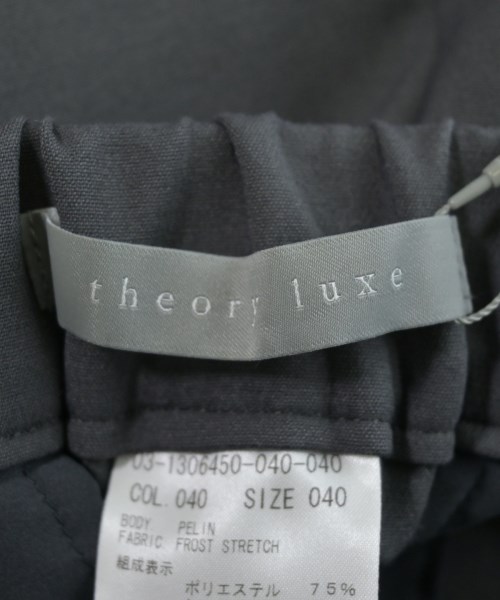 theory luxe
03-1306450-040-040
COL. 040 SIZE 040
BODY: PELIN
FABRIC: FROST STRETCH
組成表示
ポリエステル 75%